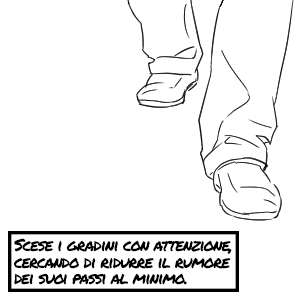 Scese i gradini con attenzione,
cercando di ridurre il rumore
dei suoi passi al minimo.